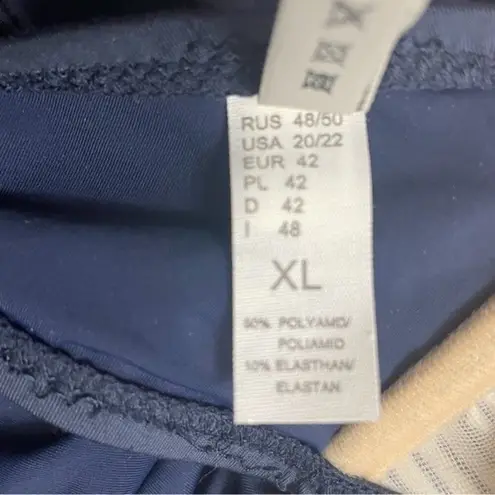 RUS 48/50
USA 20/22
EUR 42
PL 42
D 42
I 48
XL
90% POLYAMID/
POLIAMID
10% ELASTHAN/
ELASTAN